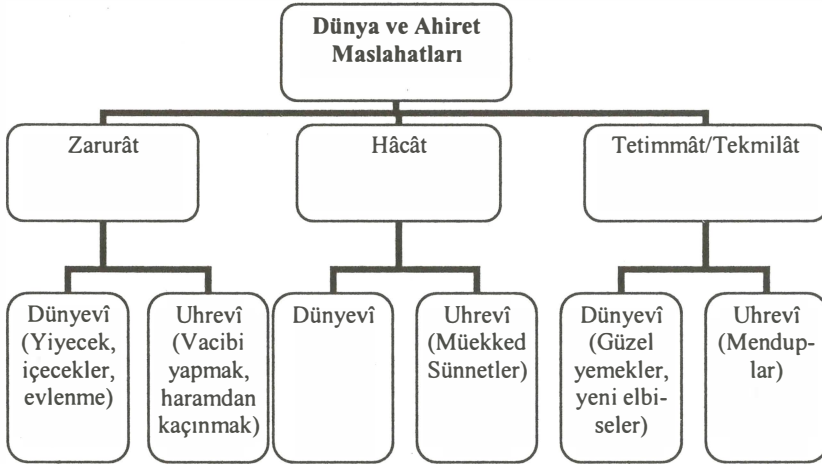 Dünya ve Ahiret
Maslahatları
Zarurât
Hâcât
Tetimmât/Tekmilât
Dünyevî
(Yiyecek,
içecekler,
evlenme)
Uhrevî
(Vacibi
yapmak,
haramdan
kaçınmak)
Dünyevî
Uhrevî
(Müekked
Sünnetler)
Dünyevî
(Güzel
yemekler,
yeni elbi-
seler)
Uhrevî
(Mendup-
lar)